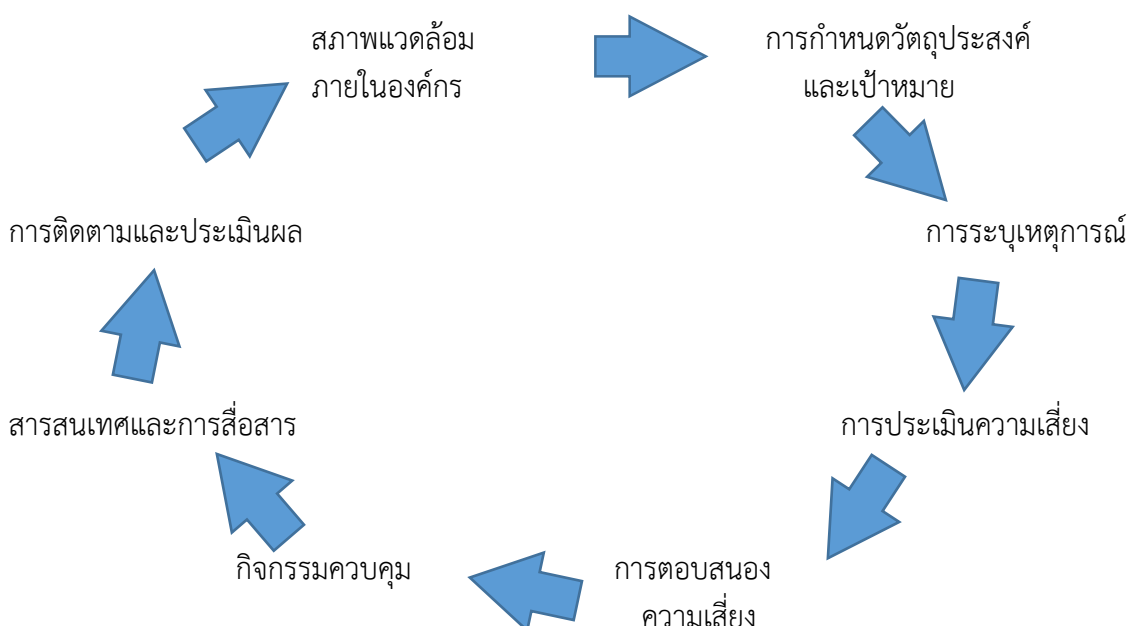 สภาพแวดล้อม
ภายในองค์กร
การกำหนดวัตถุประสงค์
และเป้าหมาย
การระบุเหตุการณ์
การประเมินความเสี่ยง
การตอบสนอง
ความเสี่ยง
กิจกรรมควบคุม
สารสนเทศและการสื่อสาร
การติดตามและประเมินผล